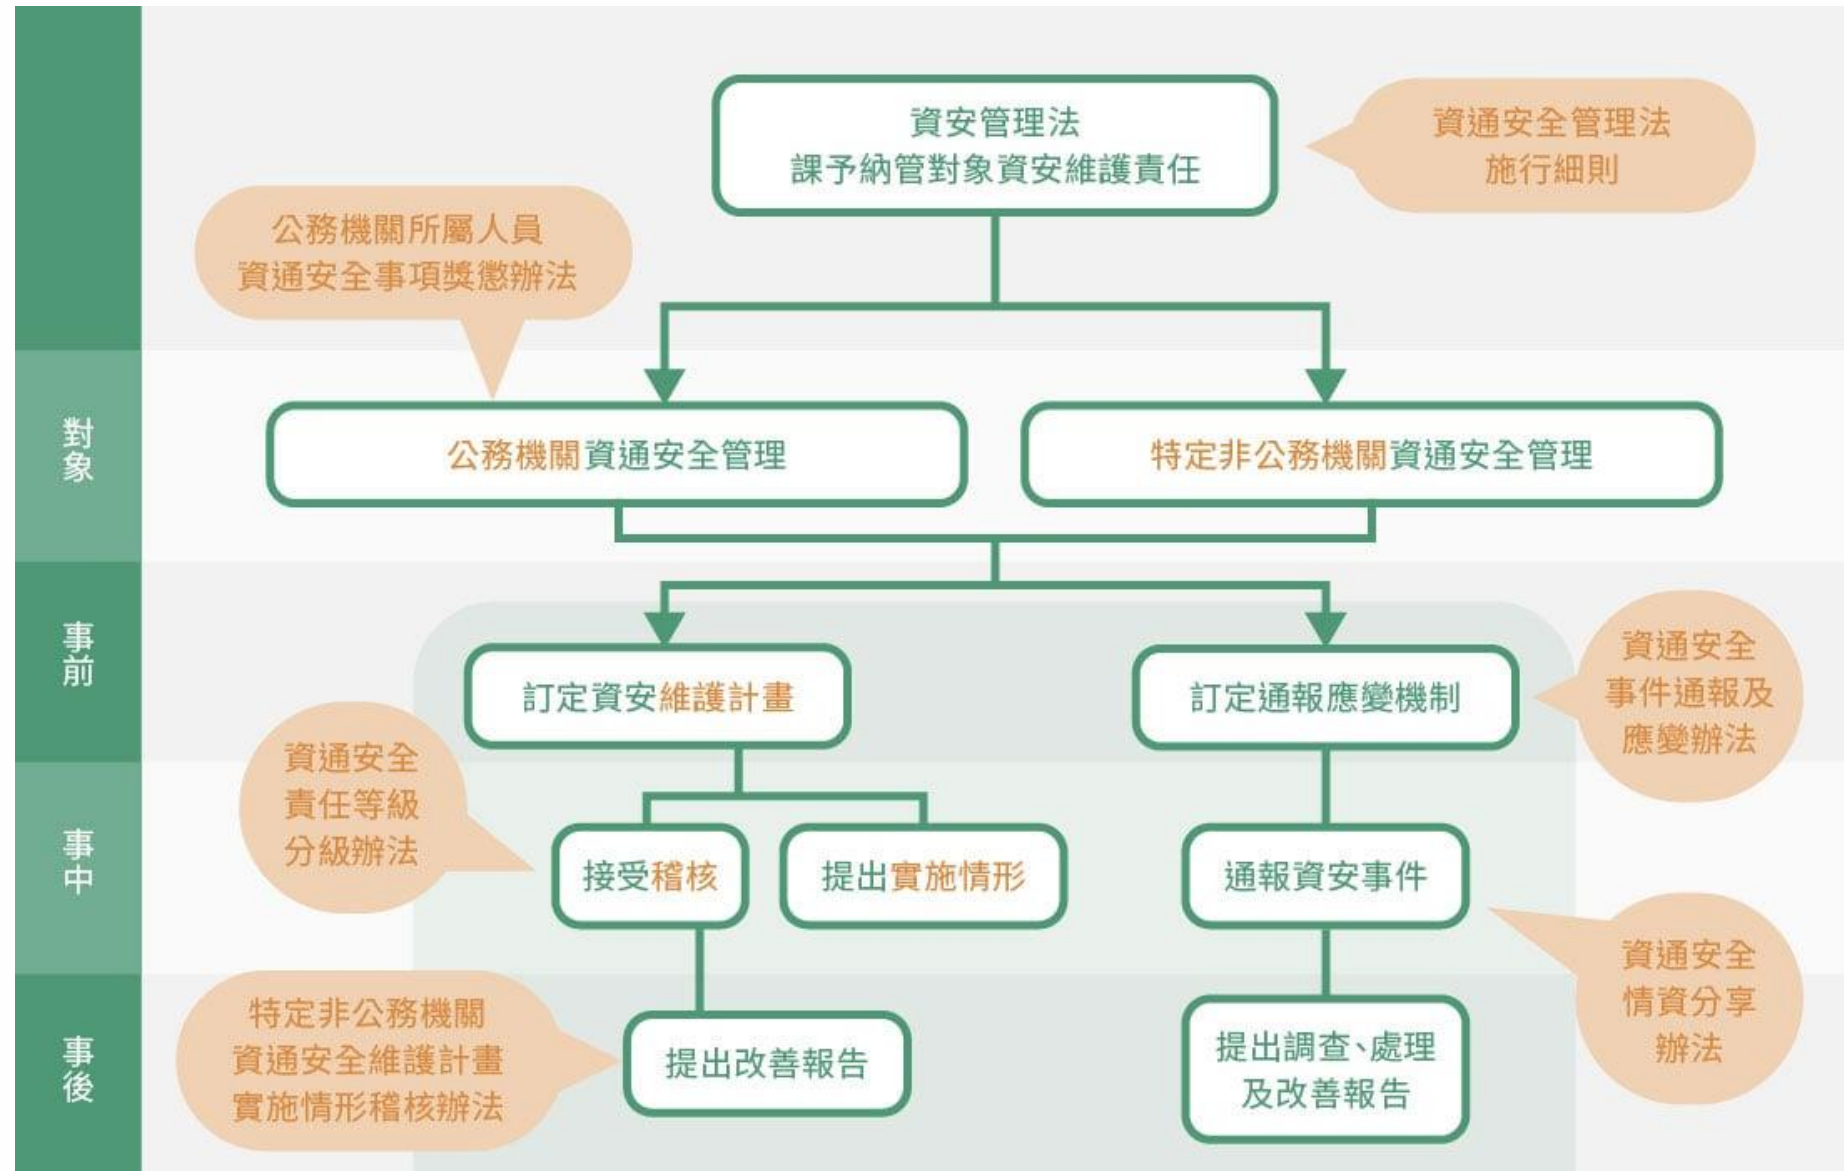 資安管理法
課予納管對象資安維護責任
資通安全管理法
施行細則
公務機關所屬人員
資通安全事項獎懲辦法
對象
公務機關資通安全管理
特定非公務機關資通安全管理
事前
訂定資安維護計畫
訂定通報應變機制
資通安全
事件通報及
應變辦法
資通安全
責任等級
分級辦法
事中
接受稽核
提出實施情形
通報資安事件
資通安全
情資分享
辦法
事後
特定非公務機關
資通安全維護計畫
實施情形稽核辦法
提出改善報告
提出調查、處理
及改善報告